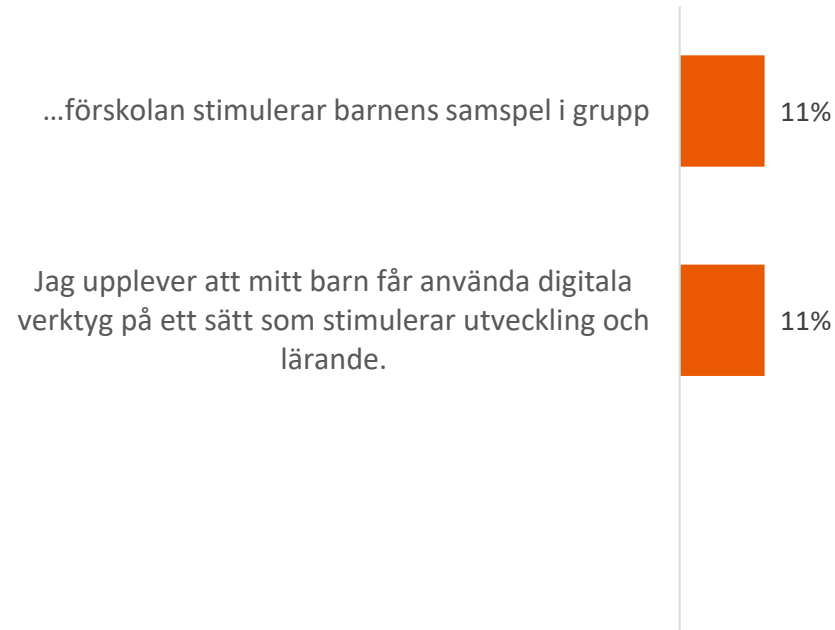 …förskolan stimulerar barnens samspel i grupp
11%
Jag upplever att mitt barn får använda digitala
verktyg på ett sätt som stimulerar utveckling och
lärande.
11%